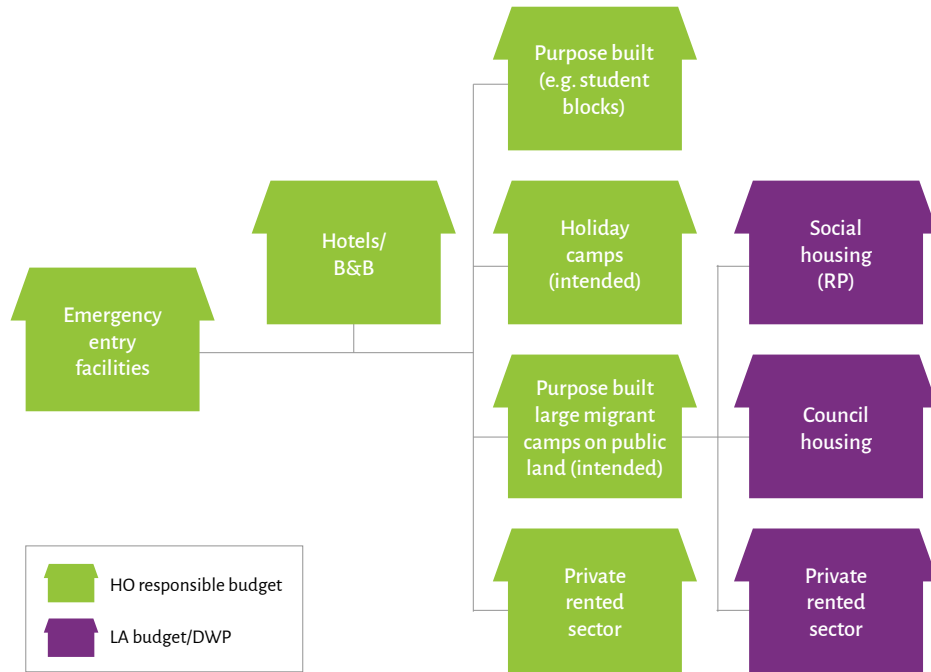 Emergency
entry
facilities
Hotels/
B&B
Purpose built
(e.g. student
blocks)
Holiday
camps
(intended)
Purpose built
large migrant
camps on public
land (intended)
Private
rented
sector
Social
housing
(RP)
Council
housing
Private
rented
sector
HO responsible budget
LA budget/DWP